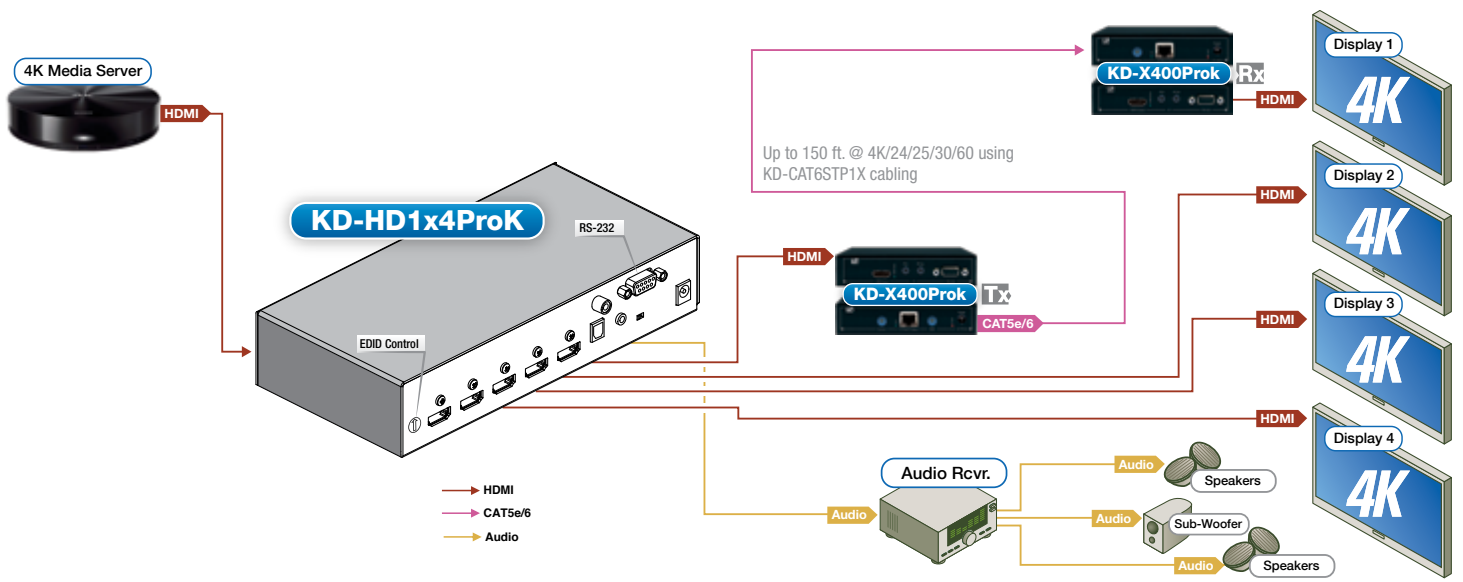 4K Media Server
HDMI
KD-HD1x4ProK
RS-232
EDID Control
HDMI
CAT5e/6
Audio
HDMI
KD-X400Prok
Tx
CAT5e/6
Up to 150 ft. @ 4K/24/25/30/60 using
KD-CAT6STP1X cabling
KD-X400Prok
Rx
HDMI
Display 1
4K
HDMI
Display 2
4K
HDMI
Display 3
4K
HDMI
Display 4
4K
Audio
Audio Rcvr.
Audio
Speakers
Audio
Sub-Woofer
Audio
Speakers